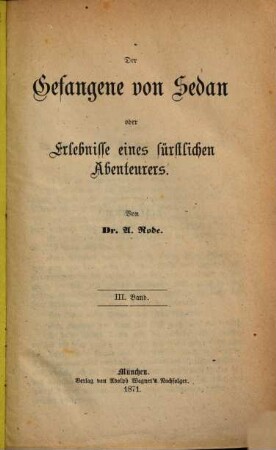 Der
Gefangene von Sedan
oder
Erlebnisse eines fürstlichen
Abenteurers.
Von
Dr. A. Rode.
III. Band.
München.
Verlag von Adolph Wagner's Nachfolger.
1871.